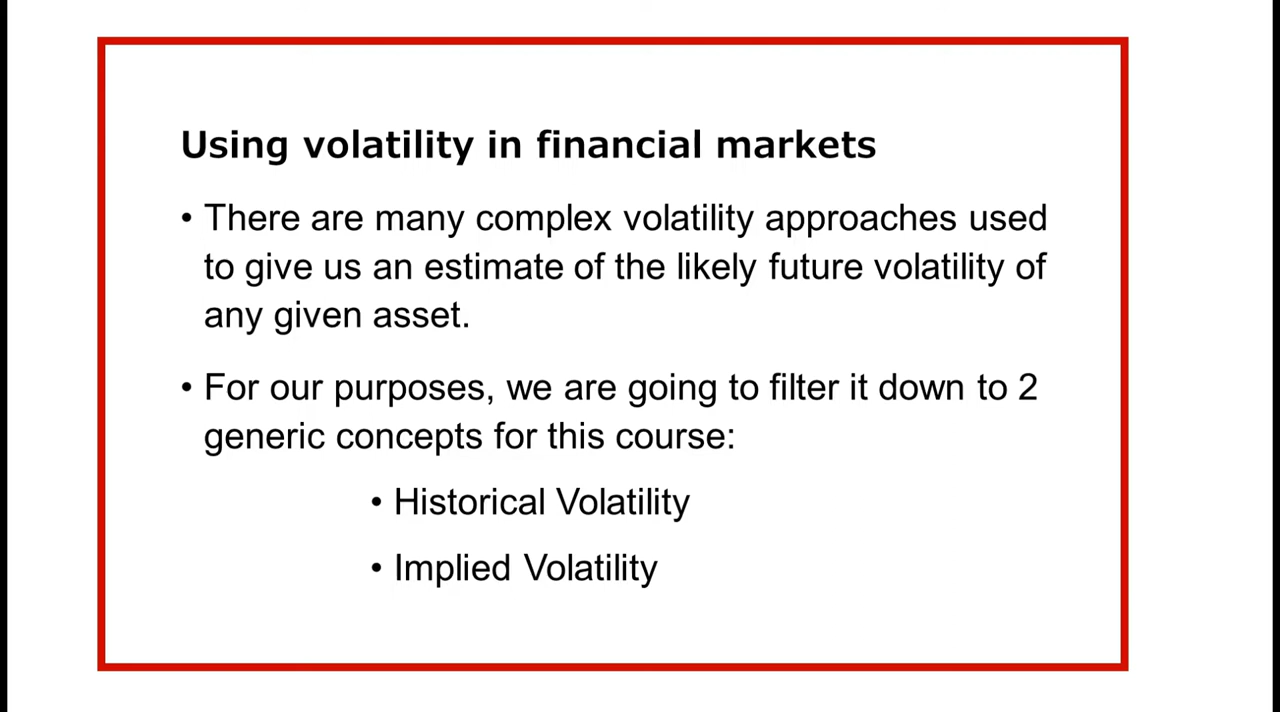 Using volatility in financial markets
• There are many complex volatility approaches used
to give us an estimate of the likely future volatility of
any given asset.
• For our purposes, we are going to filter it down to 2
generic concepts for this course:
• Historical Volatility
• Implied Volatility